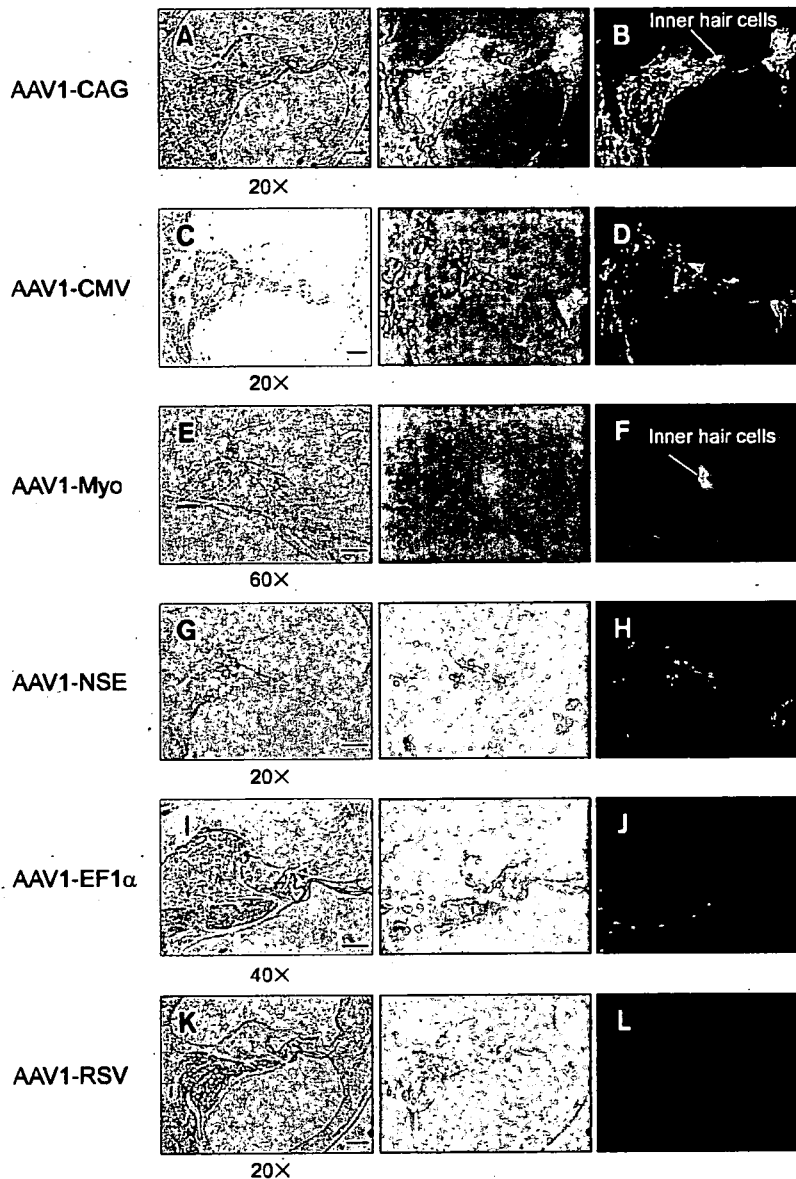 A
Inner hair cells
B
AAV1-CAG
20×
C
D
AAV1-CMV
20×
E
F
Inner hair cells
AAV1-Myo
60×
G
H
AAV1-NSE
20×
I
J
AAV1-EF1α
40×
K
L
AAV1-RSV
20×